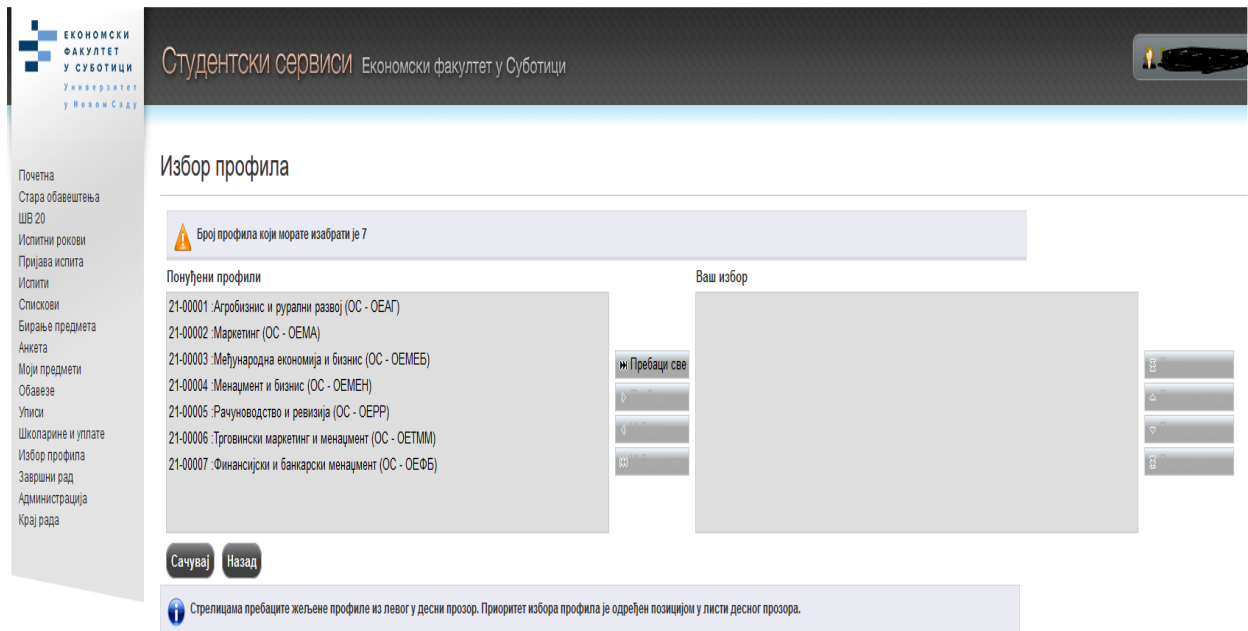 ЕКОНОМСКИ
ФАКУЛТЕТ
У СУБОТИЦИ
Универзитет
у Новом Саду
Студентски сервиси Економски факултет у Суботици
Почетна
Стара обавештења
ШВ 20
Испитни рокови
Пријава испита
Испити
Спискови
Бирање предмета
Анкета
Моји предмети
Обавезе
Уписи
Школарине и уплате
Избор профила
Завршни рад
Администрација
Крај рада
Избор профила
Број профила који морате изабрати је 7
Понуђени профили
21-00001 :Агробизнис и рурални развој (ОС - ОЕАГ)
21-00002 :Маркетинг (ОС - ОЕМА)
21-00003 :Међународна економија и бизнис (ОС - ОЕМЕБ)
21-00004 :Менаџмент и бизнис (ОС - ОЕМЕН)
21-00005 :Рачуноводство и ревизија (ОС - ОЕРР)
21-00006 :Трговински маркетинг и менаџмент (ОС - ОЕТММ)
21-00007 :Финансијски и банкарски менаџмент (ОС - ОЕФБ)
Пребаци све
Ваш избор
Сачувај
Назад
Стрелицама пребаците жељене профиле из левог у десни прозор. Приоритет избора профила је одређен позицијом у листи десног прозора.